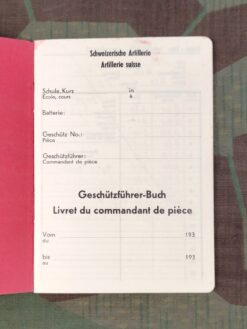 Schweizerische Artillerie
Artillerie suisse
Schule, Kurs in
École, cours à
Batterie:
Geschütz No.:
Pièce
Geschützführer:
Commandant de pièce
Geschützführer-Buch
Livret du commandant de pièce
Vom 193
du
bis 193
au